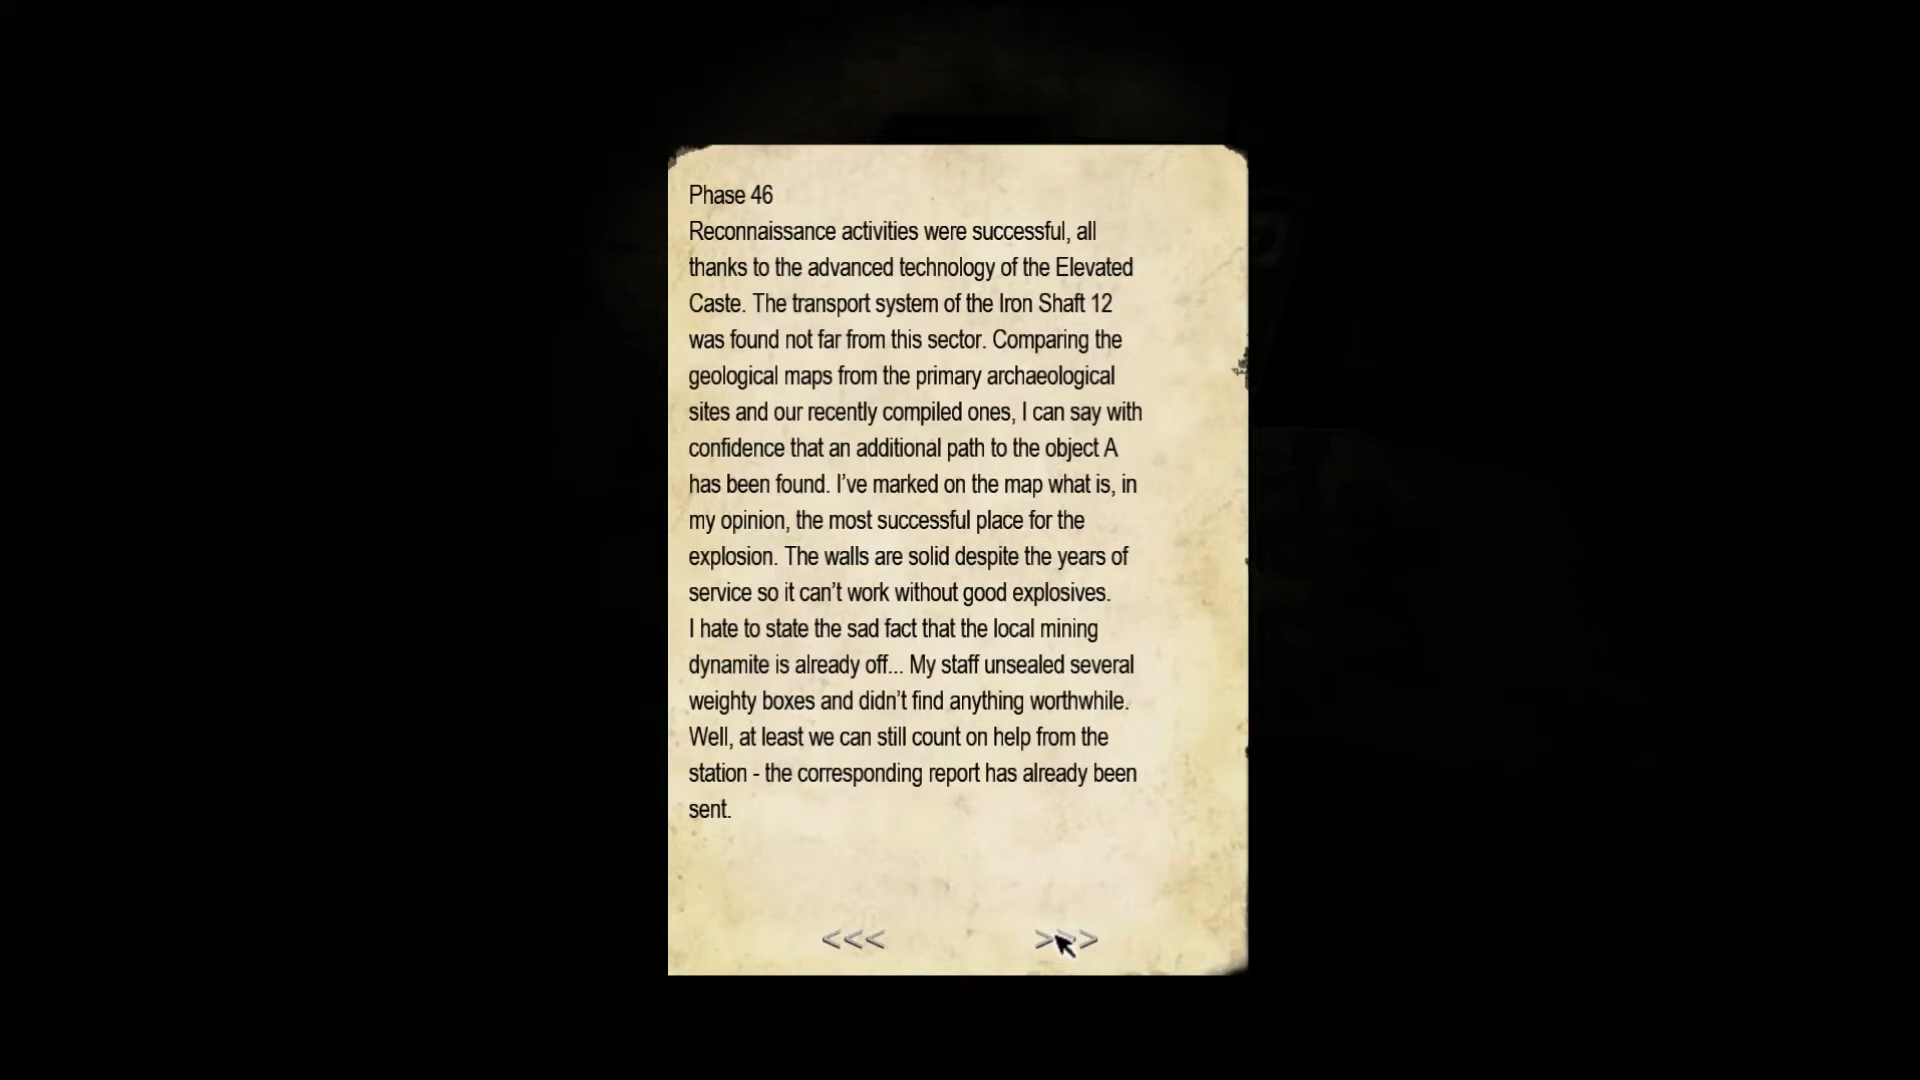 Phase 46
Reconnaissance activities were successful, all
thanks to the advanced technology of the Elevated
Caste. The transport system of the Iron Shaft 12
was found not far from this sector. Comparing the
geological maps from the primary archaeological
sites and our recently compiled ones, I can say with
confidence that an additional path to the object A
has been found. I’ve marked on the map what is, in
my opinion, the most successful place for the
explosion. The walls are solid despite the years of
service so it can’t work without good explosives.
I hate to state the sad fact that the local mining
dynamite is already off... My staff unsealed several
weighty boxes and didn’t find anything worthwhile.
Well, at least we can still count on help from the
station - the corresponding report has already been
sent.
<<< >>>